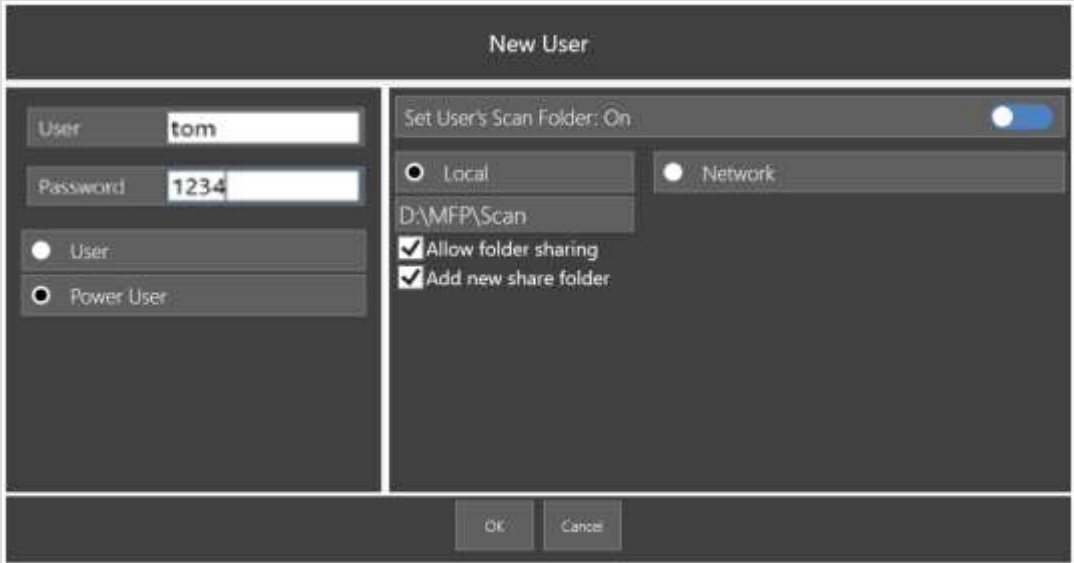 New User
User tom
Password 1234
User
Power User
Set User's Scan Folder: On
Local
Network
D:\MFP\Scan
Allow folder sharing
Add new share folder
OK
Cancel